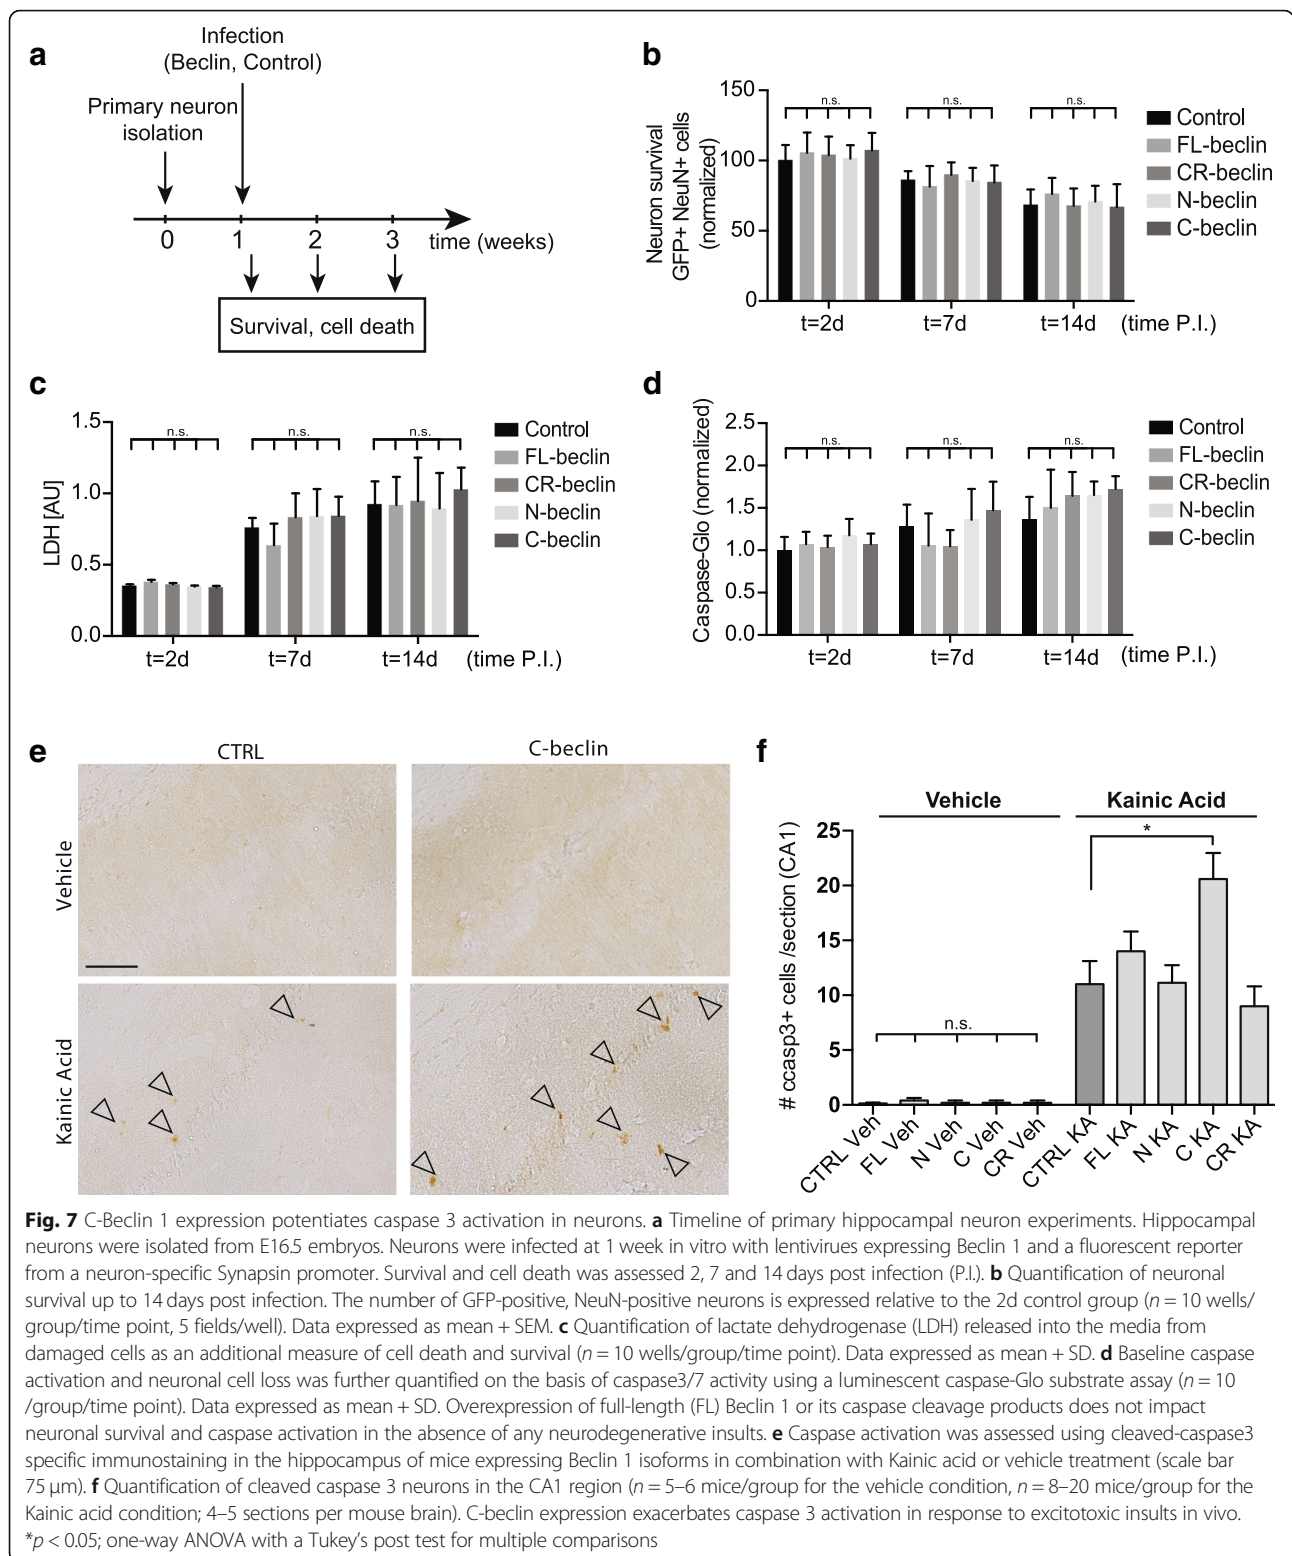 a
Infection
(Beclin, Control)
Primary neuron
isolation
0 1 2 3 time (weeks)
Survival, cell death
b
Neuron survival
GFP+ NeuN+ cells
(normalized)
150
100
50
0
n.s. n.s. n.s.
t=2d t=7d t=14d (time P.I.)
Control
FL-beclin
CR-beclin
N-beclin
C-beclin
c
LDH [AU]
1.5
1.0
0.5
0.0
n.s. n.s. n.s.
t=2d t=7d t=14d (time P.I.)
Control
FL-beclin
CR-beclin
N-beclin
C-beclin
d
Caspase-Glo (normalized)
2.5
2.0
1.5
1.0
0.5
0.0
n.s. n.s. n.s.
t=2d t=7d t=14d (time P.I.)
Control
FL-beclin
CR-beclin
N-beclin
C-beclin
e
CTRL C-beclin
Vehicle
Kainic Acid
f
Vehicle Kainic Acid
# ccasp3+ cells /section (CA1)
25
20
15
10
5
0
n.s.
*
CTRL Veh
FL Veh
N Veh
C Veh
CR Veh
CTRL KA
FL KA
N KA
C KA
CR KA
Fig. 7 C-Beclin 1 expression potentiates caspase 3 activation in neurons. a Timeline of primary hippocampal neuron experiments. Hippocampal
neurons were isolated from E16.5 embryos. Neurons were infected at 1 week in vitro with lentivirues expressing Beclin 1 and a fluorescent reporter
from a neuron-specific Synapsin promoter. Survival and cell death was assessed 2, 7 and 14 days post infection (P.I.). b Quantification of neuronal
survival up to 14 days post infection. The number of GFP-positive, NeuN-positive neurons is expressed relative to the 2d control group (n = 10 wells/
group/time point, 5 fields/well). Data expressed as mean + SEM. c Quantification of lactate dehydrogenase (LDH) released into the media from
damaged cells as an additional measure of cell death and survival (n = 10 wells/group/time point). Data expressed as mean + SD. d Baseline caspase
activation and neuronal cell loss was further quantified on the basis of caspase3/7 activity using a luminescent caspase-Glo substrate assay (n = 10
/group/time point). Data expressed as mean + SD. Overexpression of full-length (FL) Beclin 1 or its caspase cleavage products does not impact
neuronal survival and caspase activation in the absence of any neurodegenerative insults. e Caspase activation was assessed using cleaved-caspase3
specific immunostaining in the hippocampus of mice expressing Beclin 1 isoforms in combination with Kainic acid or vehicle treatment (scale bar
75 μm). f Quantification of cleaved caspase 3 neurons in the CA1 region (n = 5–6 mice/group for the vehicle condition, n = 8–20 mice/group for the
Kainic acid condition; 4–5 sections per mouse brain). C-beclin expression exacerbates caspase 3 activation in response to excitotoxic insults in vivo.
*p < 0.05; one-way ANOVA with a Tukey's post test for multiple comparisons